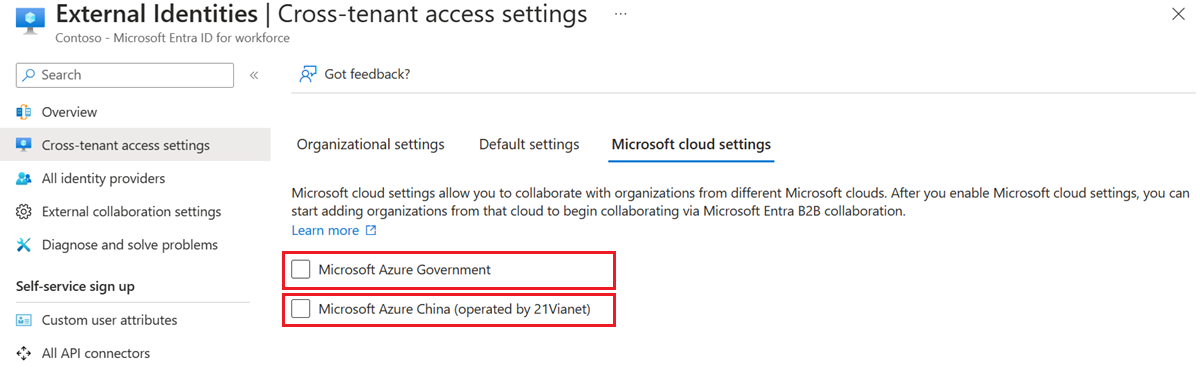 External Identities | Cross-tenant access settings ...
Contoso - Microsoft Entra ID for workforce
Search
«
Got feedback?
Overview
Cross-tenant access settings
All identity providers
External collaboration settings
Diagnose and solve problems
Self-service sign up
Custom user attributes
All API connectors
Organizational settings
Default settings
Microsoft cloud settings
Microsoft cloud settings allow you to collaborate with organizations from different Microsoft clouds. After you enable Microsoft cloud settings, you can
start adding organizations from that cloud to begin collaborating via Microsoft Entra B2B collaboration.
Learn more
Microsoft Azure Government
Microsoft Azure China (operated by 21Vianet)